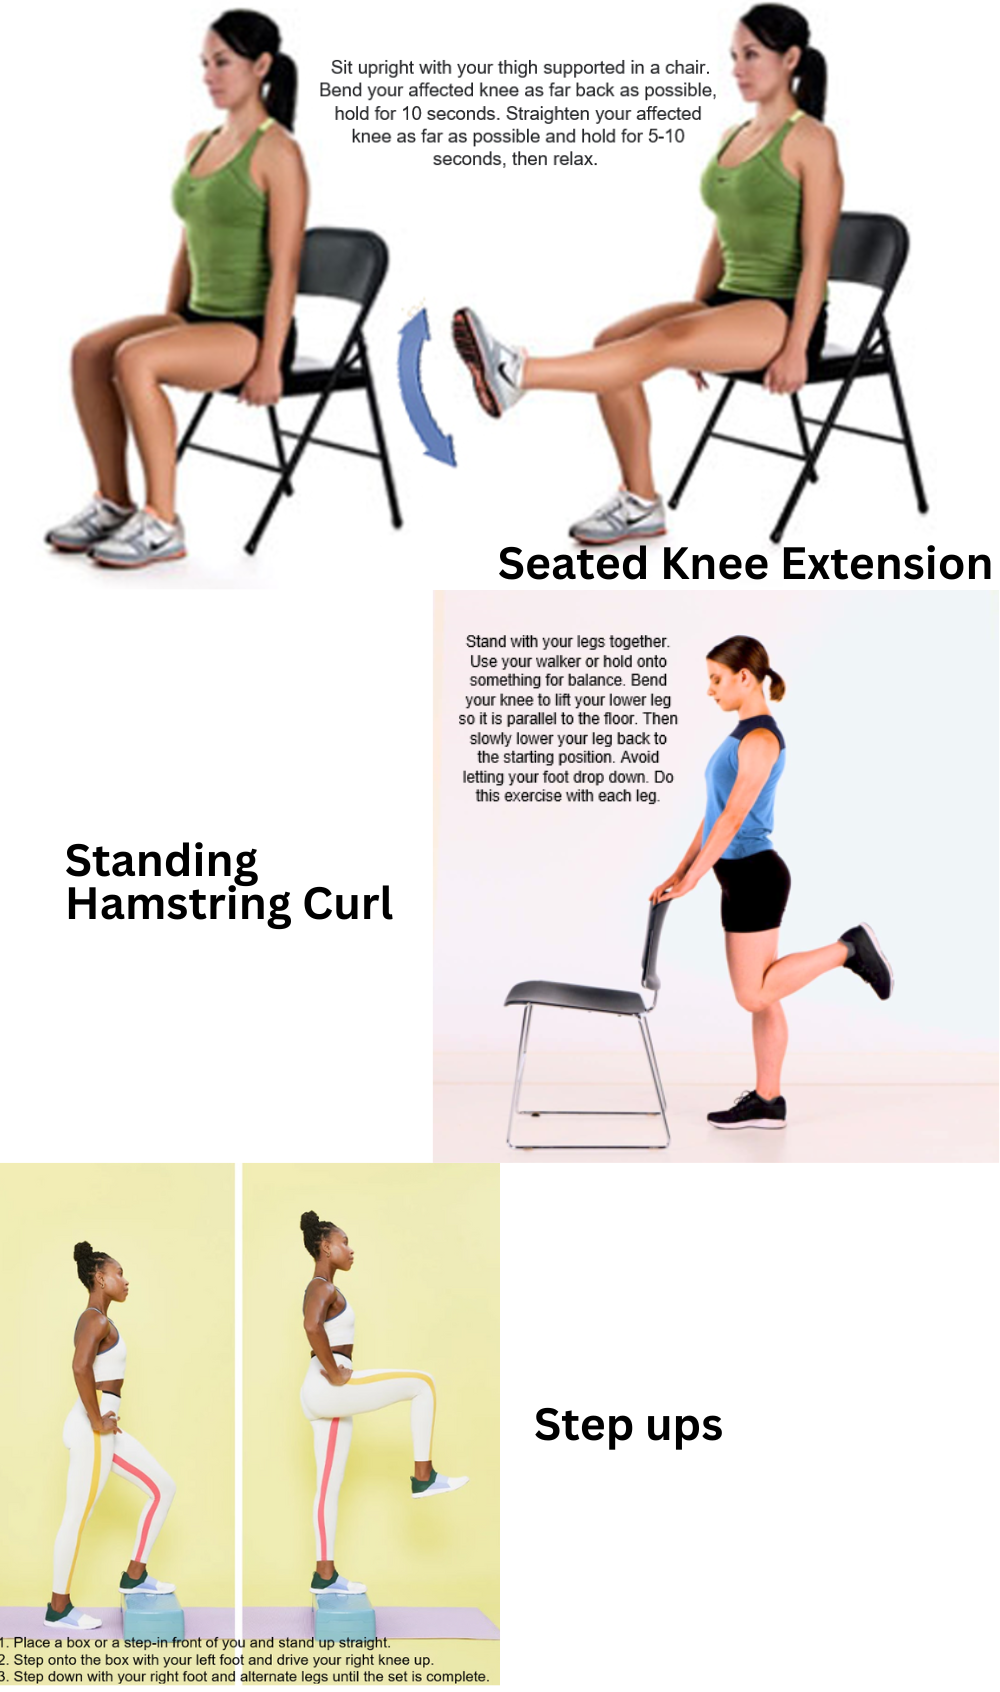 Sit upright with your thigh supported in a chair.
Bend your affected knee as far back as possible,
hold for 10 seconds. Straighten your affected
knee as far as possible and hold for 5-10
seconds, then relax.
Seated Knee Extension
Stand with your legs together.
Use your walker or hold onto
something for balance. Bend
your knee to lift your lower leg
so it is parallel to the floor. Then
slowly lower your leg back to
the starting position. Avoid
letting your foot drop down. Do
this exercise with each leg.
Standing
Hamstring Curl
Step ups
1. Place a box or a step-in front of you and stand up straight.
2. Step onto the box with your left foot and drive your right knee up.
3. Step down with your right foot and alternate legs until the set is complete.